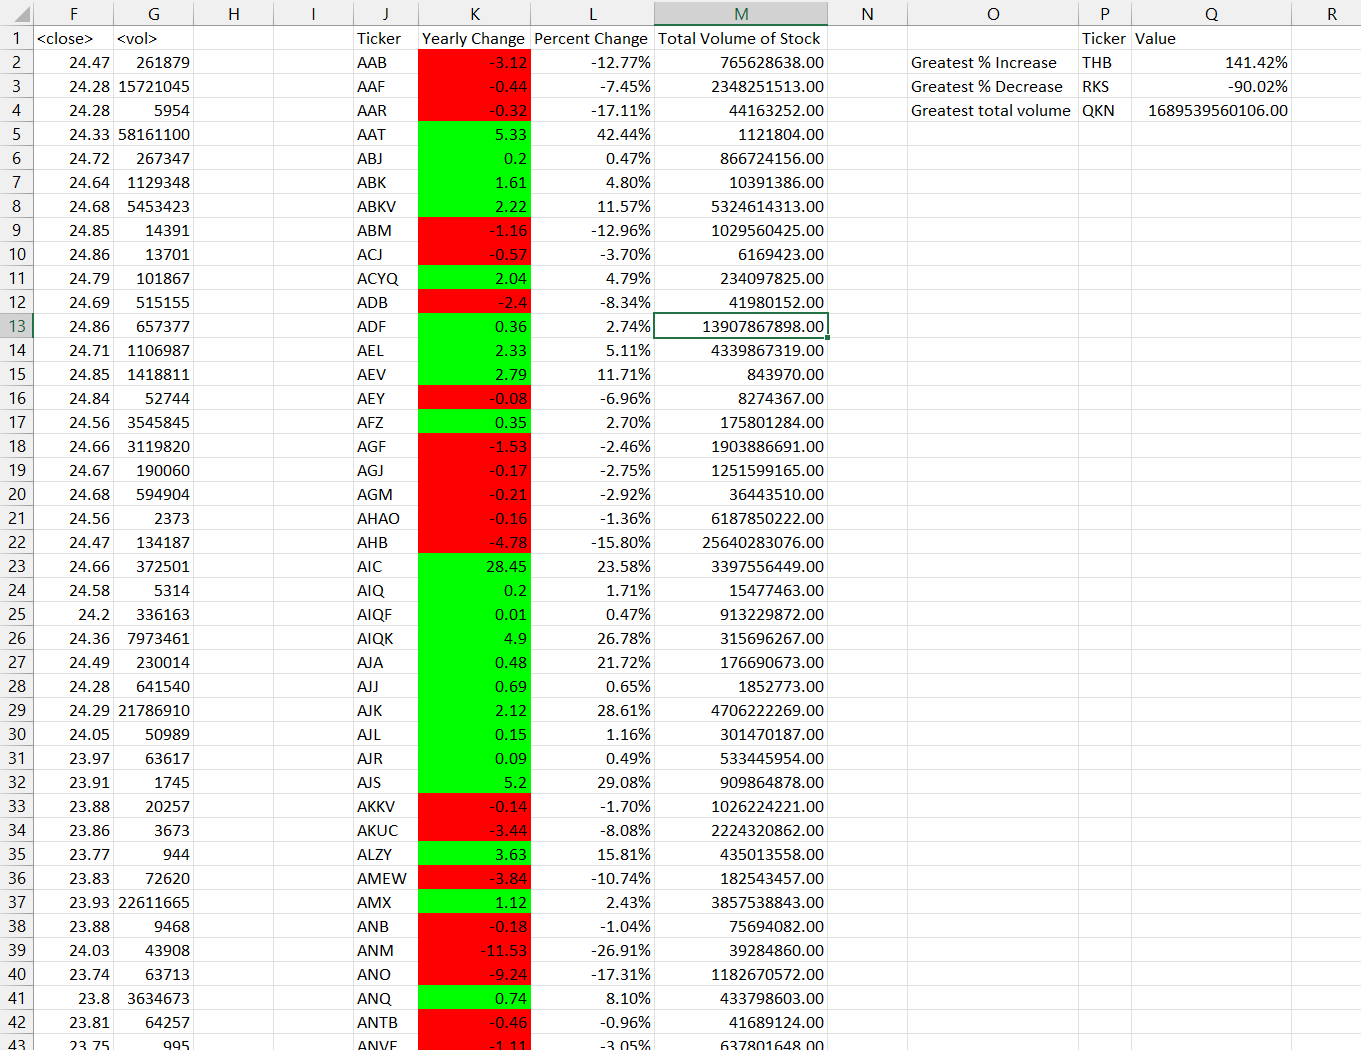 F G H I J K L M N O P Q R
1 <close> <vol> Ticker Yearly Change Percent Change Total Volume of Stock Ticker Value
2 24.47 261879 AAB -3.12 -12.77% 765628638.00 Greatest % Increase THB 141.42%
3 24.28 15721045 AAF -0.44 -7.45% 2348251513.00 Greatest % Decrease RKS -90.02%
4 24.28 5954 AAR -0.32 -17.11% 44163252.00 Greatest total volume QKN 1689539560106.00
5 24.33 58161100 AAT 5.33 42.44% 1121804.00
6 24.72 267347 ABJ 0.2 0.47% 866724156.00
7 24.64 1129348 ABK 1.61 4.80% 10391386.00
8 24.68 5453423 ABKV 2.22 11.57% 5324614313.00
9 24.85 14391 ABM -1.16 -12.96% 1029560425.00
10 24.86 13701 ACJ -0.57 -3.70% 6169423.00
11 24.79 101867 ACYQ 2.04 4.79% 234097825.00
12 24.69 515155 ADB -2.4 -8.34% 41980152.00
13 24.86 657377 ADF 0.36 2.74% 13907867898.00
14 24.71 1106987 AEL 2.33 5.11% 4339867319.00
15 24.85 1418811 AEV 2.79 11.71% 843970.00
16 24.84 52744 AEY -0.08 -6.96% 8274367.00
17 24.56 3545845 AFZ 0.35 2.70% 175801284.00
18 24.66 3119820 AGF -1.53 -2.46% 1903886691.00
19 24.67 190060 AGJ -0.17 -2.75% 1251599165.00
20 24.68 594904 AGM -0.21 -2.92% 36443510.00
21 24.56 2373 AHAO -0.16 -1.36% 6187850222.00
22 24.47 134187 AHB -4.78 -15.80% 25640283076.00
23 24.66 372501 AIC 28.45 23.58% 3397556449.00
24 24.58 5314 AIQ 0.2 1.71% 15477463.00
25 24.2 336163 AIQF 0.01 0.47% 913229872.00
26 24.36 7973461 AIQK 4.9 26.78% 315696267.00
27 24.49 230014 AJA 0.48 21.72% 176690673.00
28 24.28 641540 AJJ 0.69 0.65% 1852773.00
29 24.29 21786910 AJK 2.12 28.61% 4706222269.00
30 24.05 50989 AJL 0.15 1.16% 301470187.00
31 23.97 63617 AJR 0.09 0.49% 533445954.00
32 23.91 1745 AJS 5.2 29.08% 909864878.00
33 23.88 20257 AKKV -0.14 -1.70% 1026224221.00
34 23.86 3673 AKUC -3.44 -8.08% 2224320862.00
35 23.77 944 ALZY 3.63 15.81% 435013558.00
36 23.83 72620 AMEW -3.84 -10.74% 182543457.00
37 23.93 22611665 AMX 1.12 2.43% 3857538843.00
38 23.88 9468 ANB -0.18 -1.04% 75694082.00
39 24.03 43908 ANM -11.53 -26.91% 39284860.00
40 23.74 63713 ANO -9.24 -17.31% 1182670572.00
41 23.8 3634673 ANQ 0.74 8.10% 433798603.00
42 23.81 64257 ANTB -0.46 -0.96% 41689124.00
43 23.75 995 -1.11 -3.05% 637801648.00